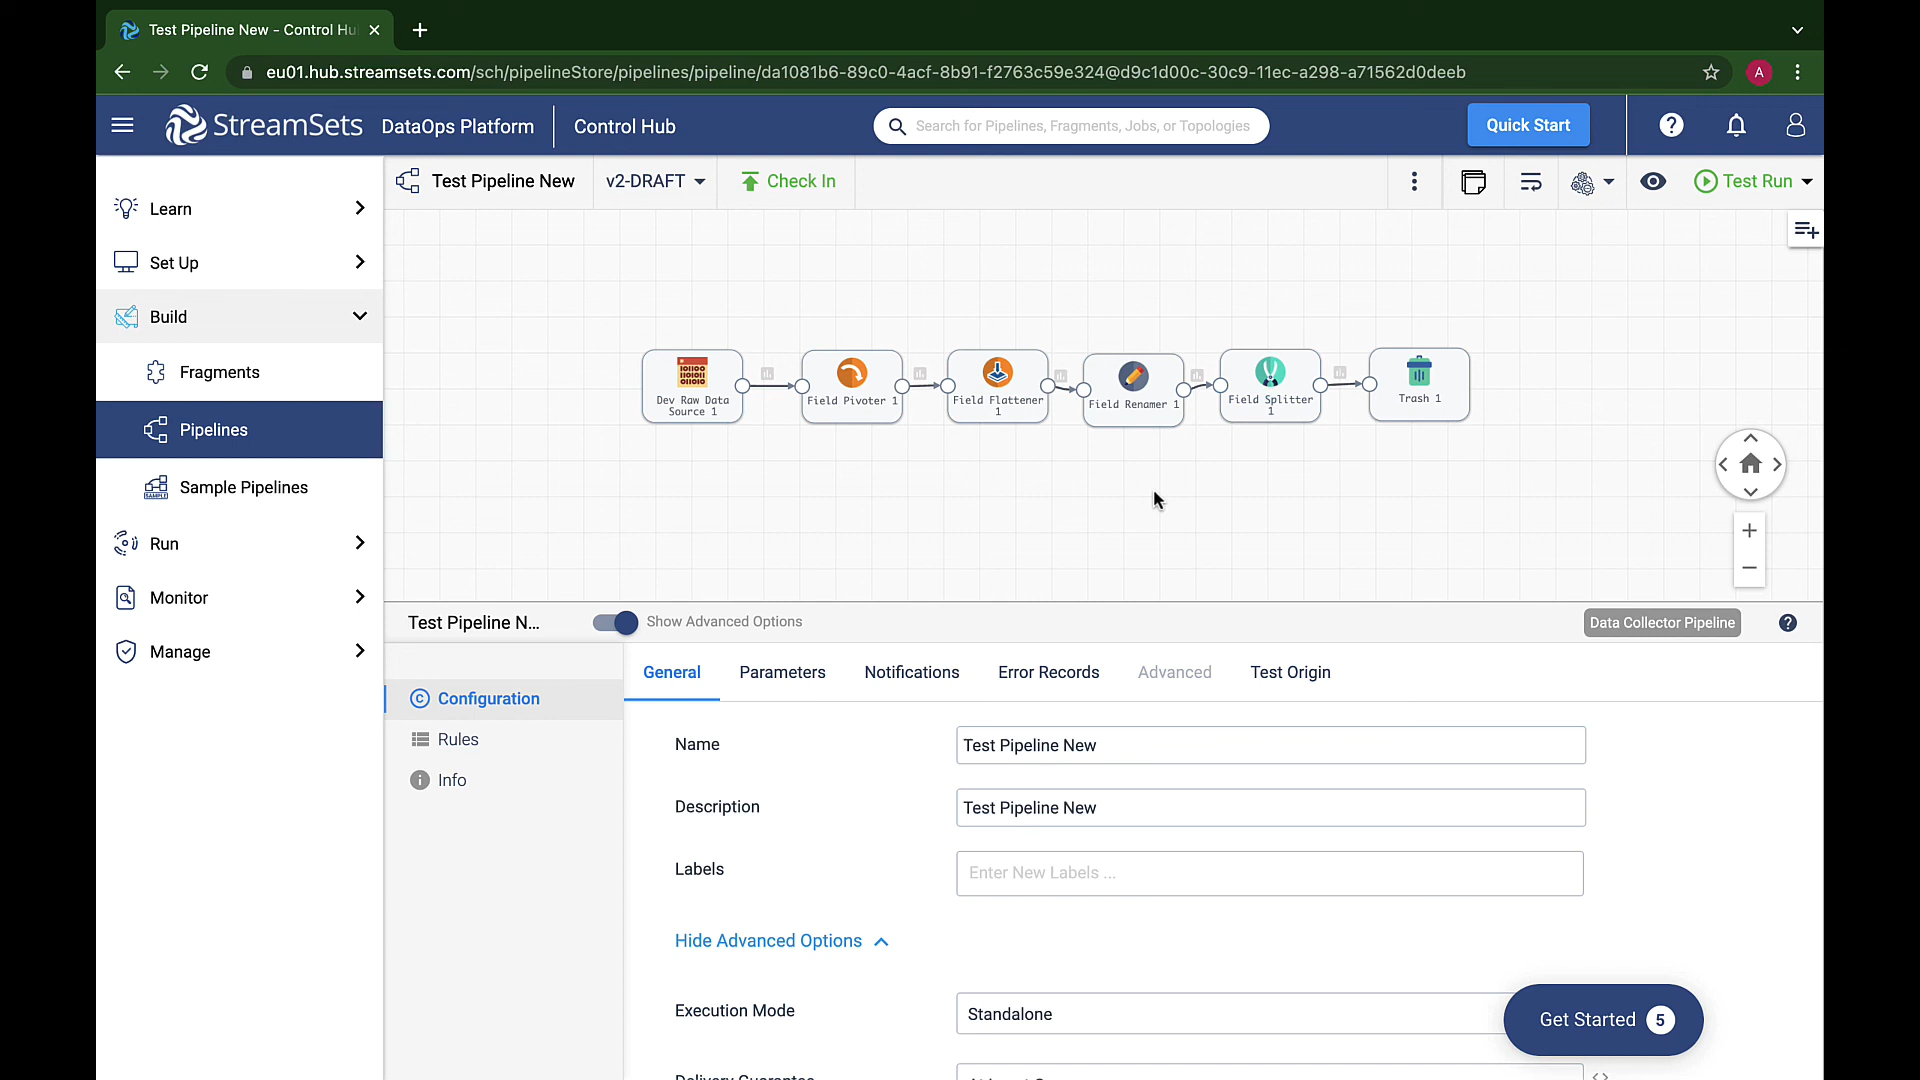 Test Pipeline New - Control Hu
eu01.hub.streamsets.com/sch/pipelineStore/pipelines/pipeline/da1081b6-89c0-4acf-8b91-f2763c59e324@d9c1d00c-30c9-11ec-a298-a71562d0deeb
A
StreamSets DataOps Platform Control Hub
Search for Pipelines, Fragments, Jobs, or Topologies
Quick Start
Learn
Set Up
Build
Fragments
Pipelines
SAMPLE
Sample Pipelines
Run
Monitor
Manage
Test Pipeline New
v2-DRAFT
Check In
Test Run
Dev Raw Data
Source 1
Field Pivoter 1
Field Flattener
1
Field Renamer 1
Field Splitter
1
Trash 1
Test Pipeline N...
Show Advanced Options
Data Collector Pipeline
Configuration
Rules
Info
General
Parameters
Notifications
Error Records
Advanced
Test Origin
Name
Test Pipeline New
Description
Test Pipeline New
Labels
Enter New Labels ...
Hide Advanced Options
Execution Mode
Standalone
Get Started 5
Delivery Guarantee